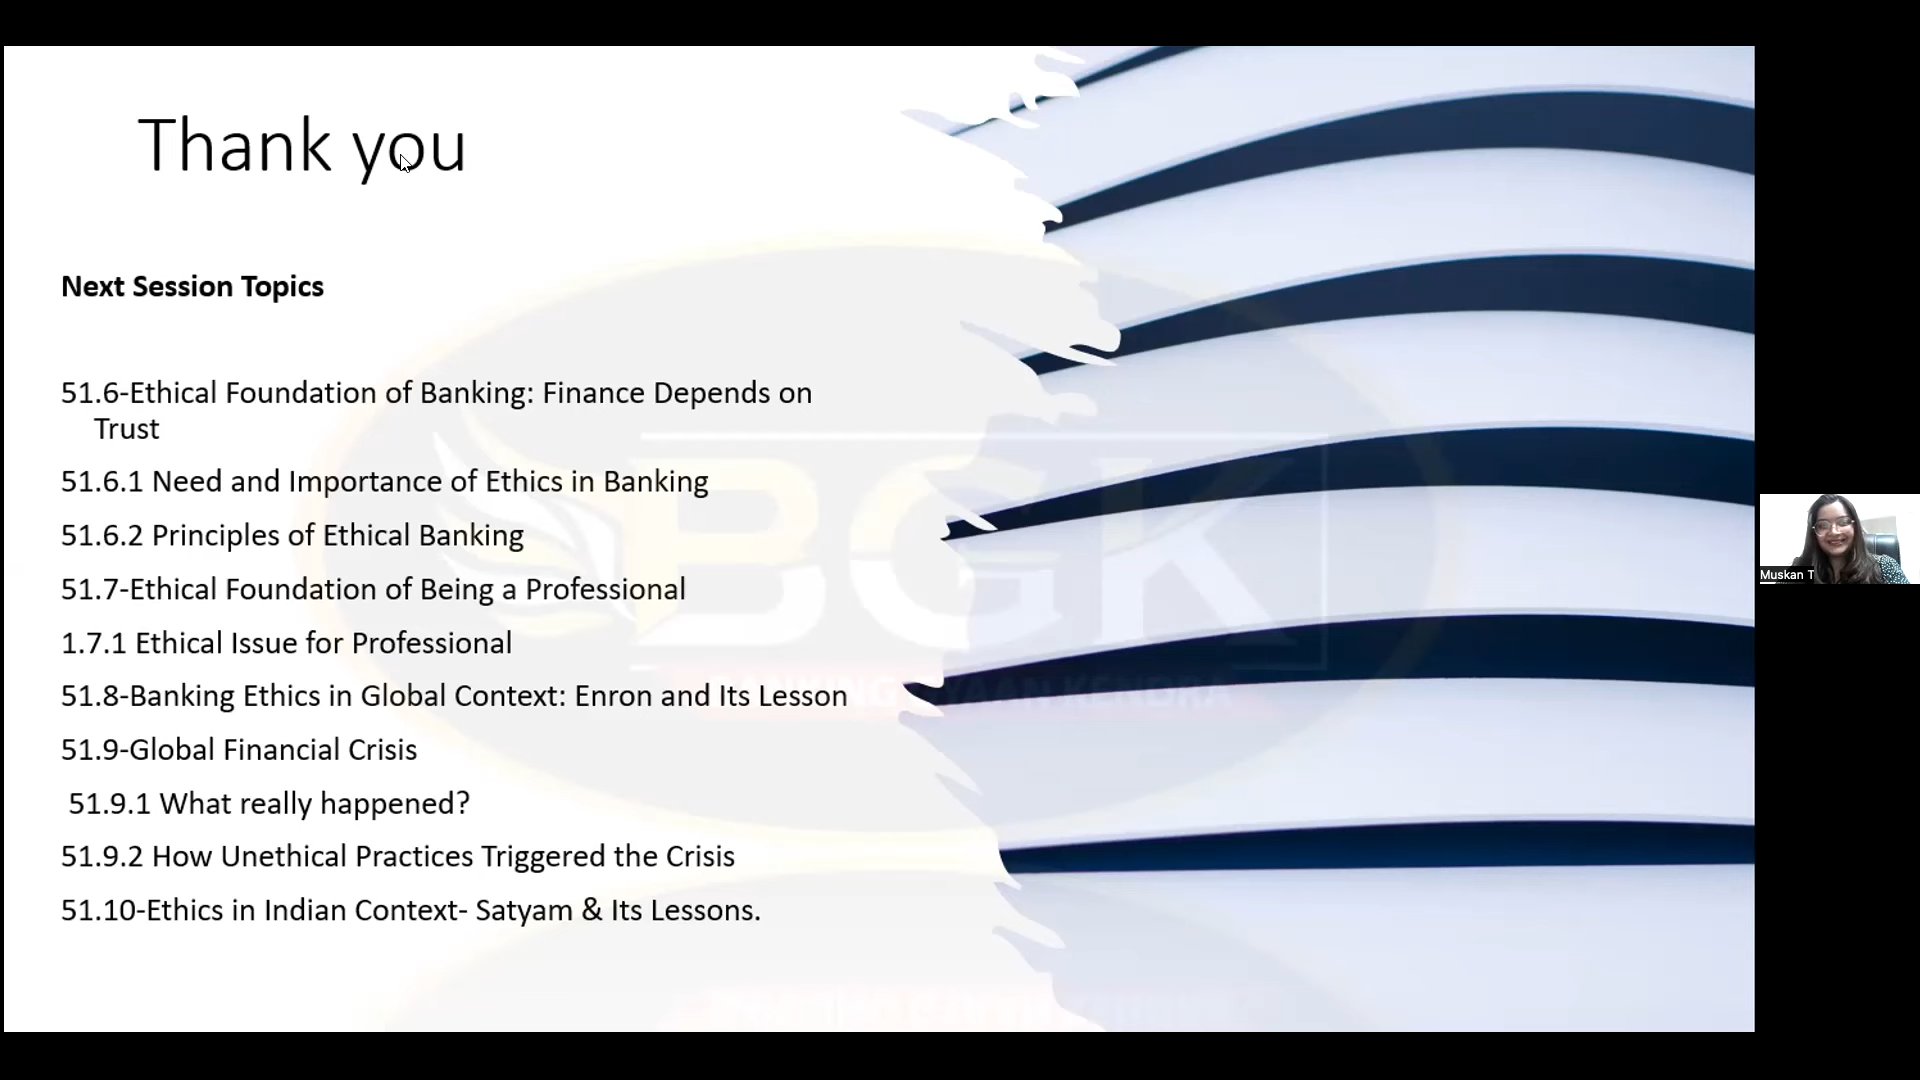 Thank you
Next Session Topics
51.6-Ethical Foundation of Banking: Finance Depends on
Trust
51.6.1 Need and Importance of Ethics in Banking
51.6.2 Principles of Ethical Banking
51.7-Ethical Foundation of Being a Professional
1.7.1 Ethical Issue for Professional
51.8-Banking Ethics in Global Context: Enron and Its Lesson
51.9-Global Financial Crisis
51.9.1 What really happened?
51.9.2 How Unethical Practices Triggered the Crisis
51.10-Ethics in Indian Context- Satyam & Its Lessons.
BGK
BANKING GYAAN KENDRA
Muskan T